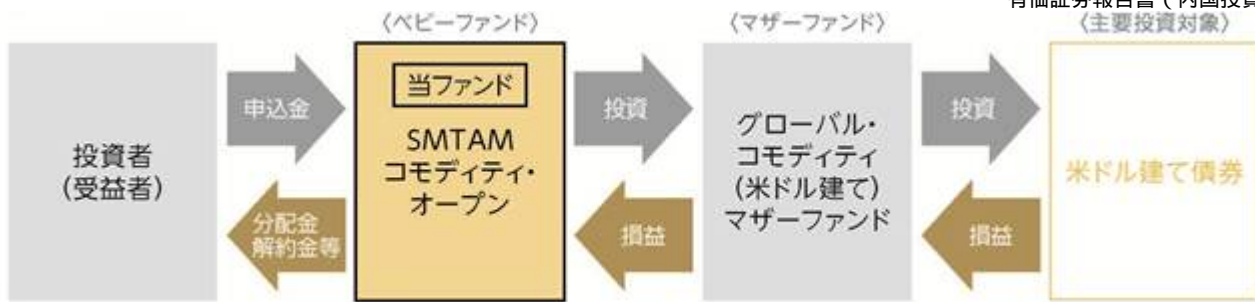 有価証券報告書（内国投資
〈ベビーファンド〉
〈マザーファンド〉
〈主要投資対象〉
投資者
(受益者)
申込金
分配金
解約金等
当ファンド
SMTAM
コモディティ・
オープン
投資
損益
グローバル・
コモディティ
(米ドル建て)
マザーファンド
投資
損益
米ドル建て債券